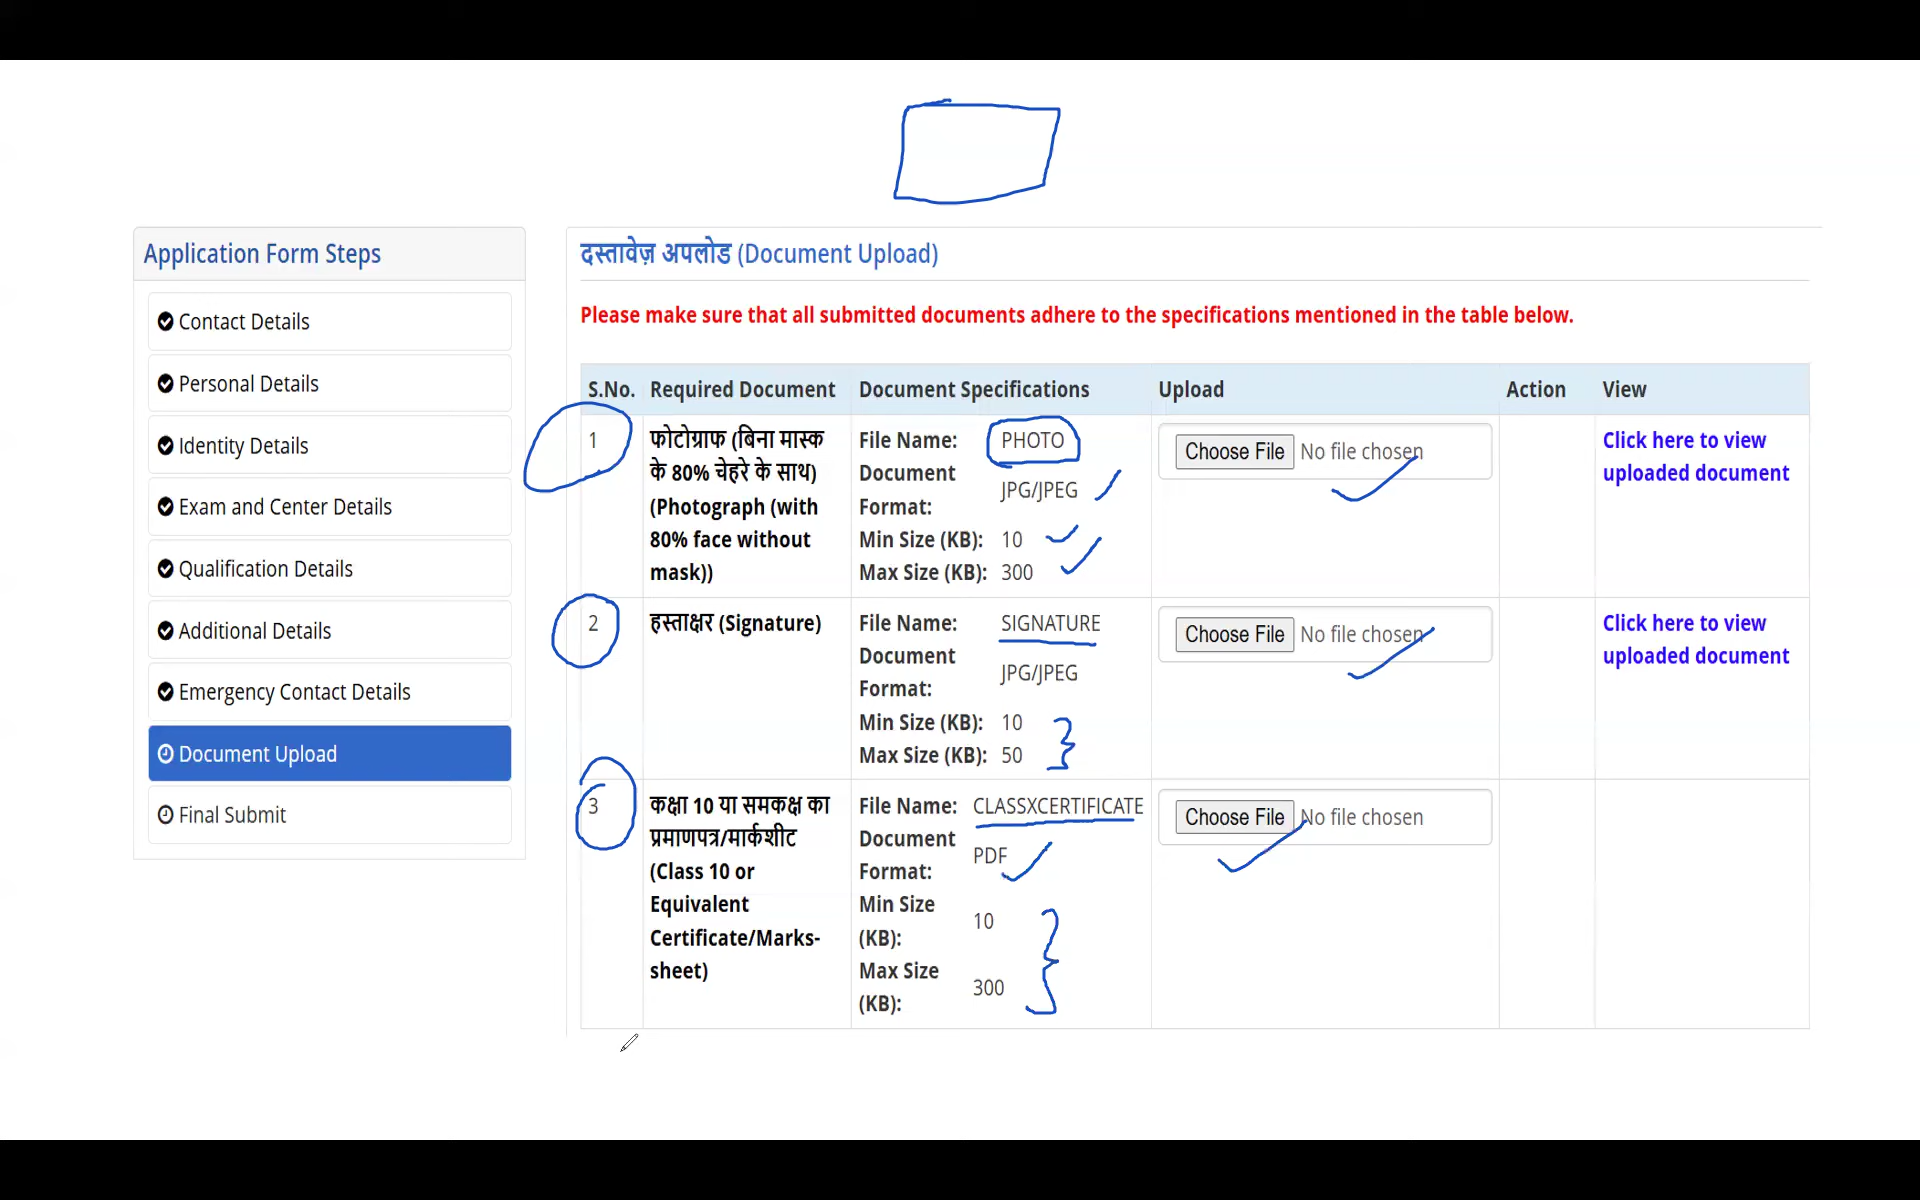 Application Form Steps
Contact Details
Personal Details
Identity Details
Exam and Center Details
Qualification Details
Additional Details
Emergency Contact Details
Document Upload
Final Submit
दस्तावेज़ अपलोड (Document Upload)
Please make sure that all submitted documents adhere to the specifications mentioned in the table below.
S.No. Required Document Document Specifications Upload Action View
1
फोटोग्राफ (बिना मास्क
के 80% चेहरे के साथ)
(Photograph (with
80% face without
mask))
File Name: PHOTO
Document
Format: JPG/JPEG
Min Size (KB): 10
Max Size (KB): 300
Choose File No file chosen
Click here to view
uploaded document
2
हस्ताक्षर (Signature)
File Name: SIGNATURE
Document
Format: JPG/JPEG
Min Size (KB): 10
Max Size (KB): 50
Choose File No file chosen
Click here to view
uploaded document
3
कक्षा 10 या समकक्ष का
प्रमाणपत्र/मार्कशीट
(Class 10 or
Equivalent
Certificate/Marks-
sheet)
File Name: CLASSXCERTIFICATE
Document
Format: PDF
Min Size
(KB): 10
Max Size
(KB): 300
Choose File No file chosen